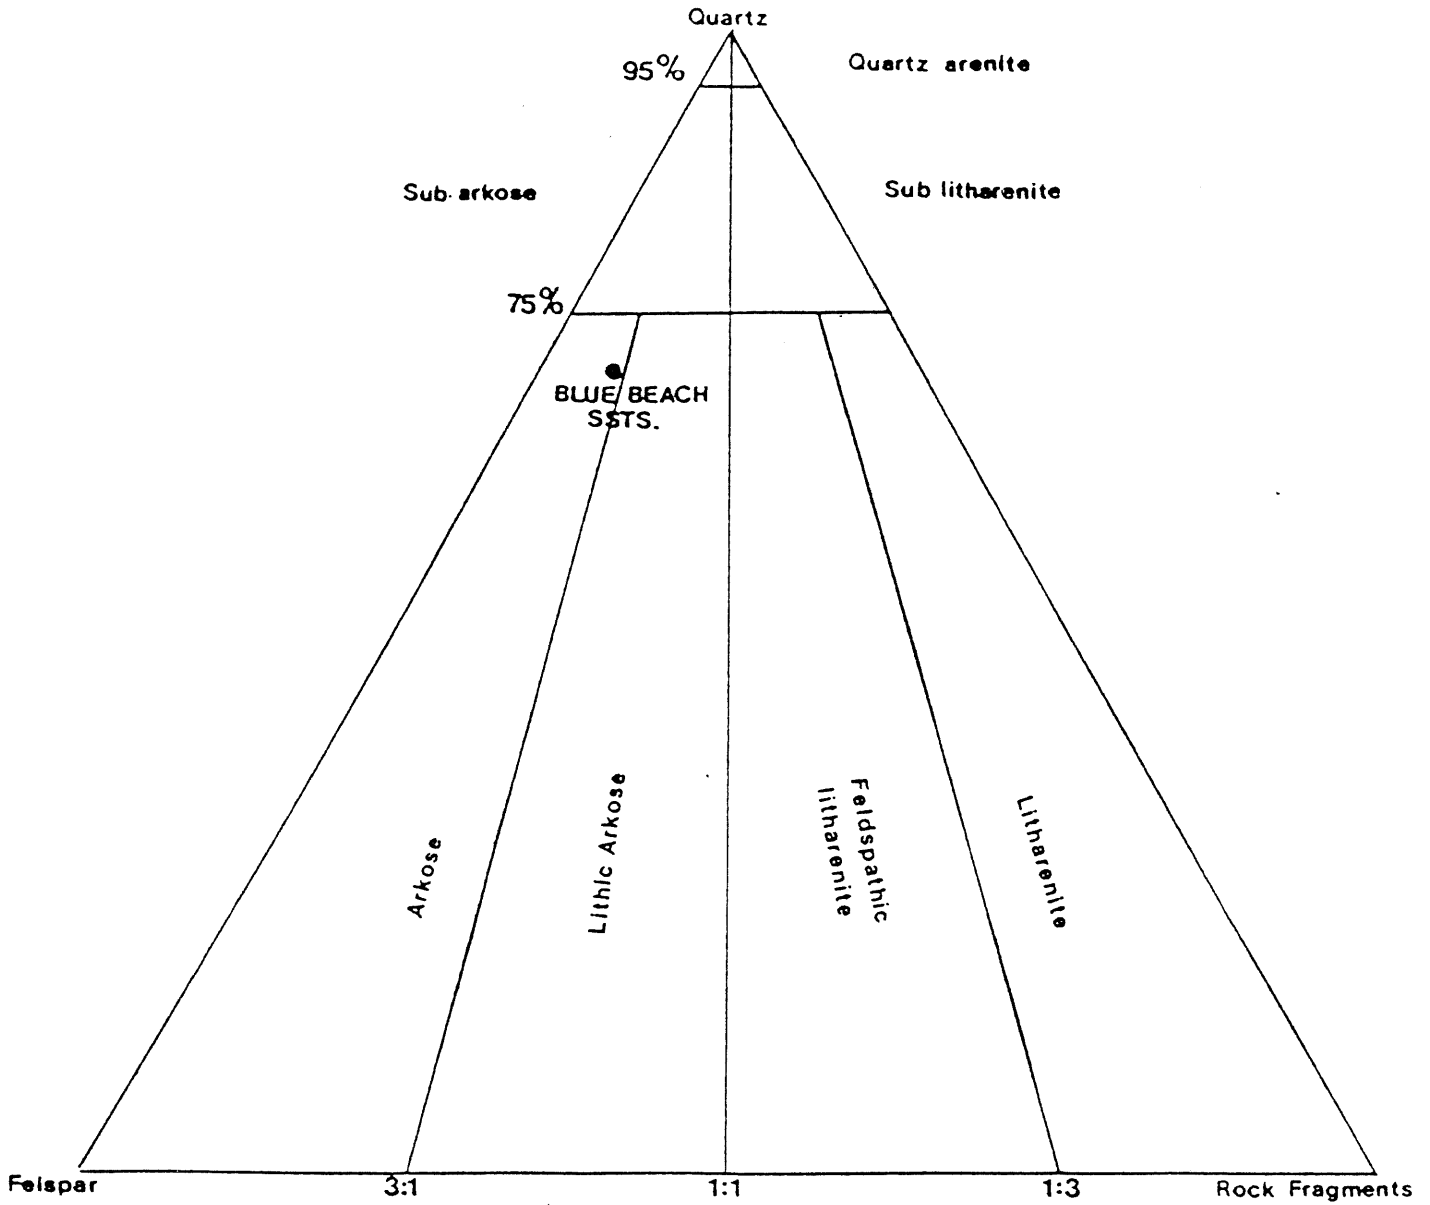 Quartz
95%
Quartz arenite
Sub-arkose
Sub litharenite
75%
BLUE BEACH
SSTS.
Arkose
Lithic Arkose
Feldspathic
litharenite
Litharenite
Felspar
3:1
1:1
1:3
Rock Fragments